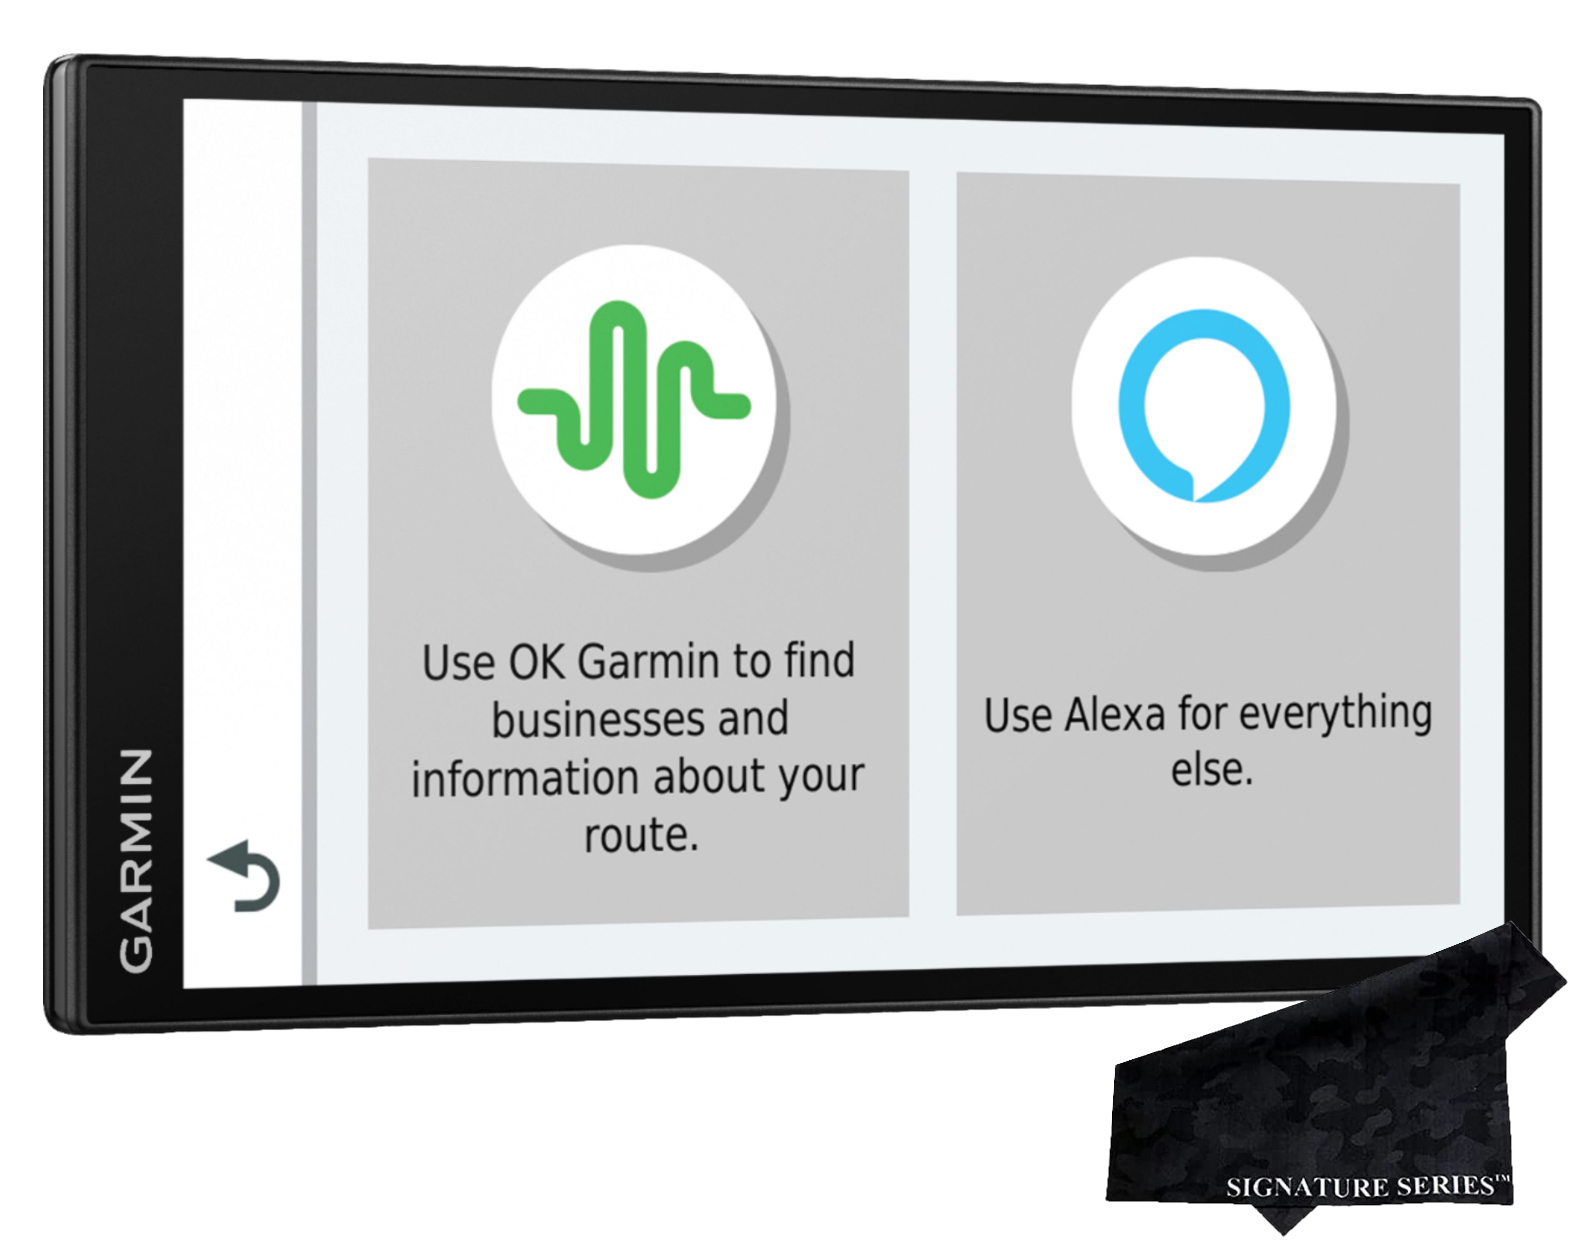 GARMIN
Use OK Garmin to find
businesses and
information about your
route.
Use Alexa for everything
else.
SIGNATURE SERIES™